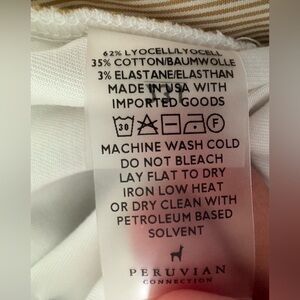 62% LYOCELL/LYOCELL
35% COTTON/BAUMWOLLE
3% ELASTANE/ELASTHAN
MADE IN USA WITH
IMPORTED GOODS
30 F
MACHINE WASH COLD
DO NOT BLEACH
LAY FLAT TO DRY
IRON LOW HEAT
OR DRY CLEAN WITH
PETROLEUM BASED
SOLVENT
PERUVIAN
CONNECTION